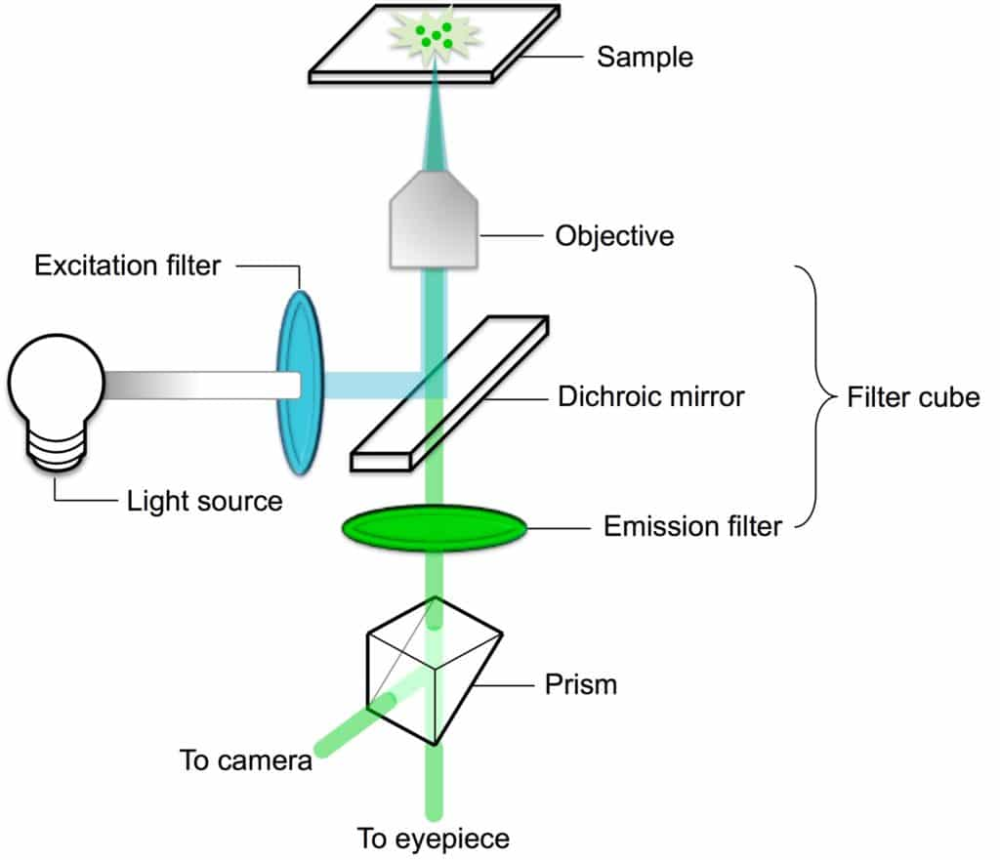 Sample
Objective
Excitation filter
Dichroic mirror
Filter cube
Light source
Emission filter
Prism
To camera
To eyepiece